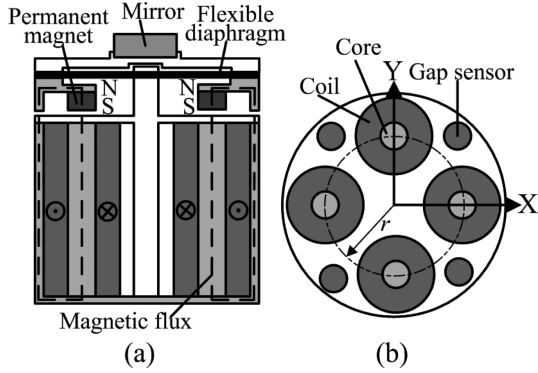 Permanent
magnet
Mirror
Flexible
diaphragm
N
S
N
S
Magnetic flux
(a)
Core
Coil
Y
Gap sensor
X
r
(b)